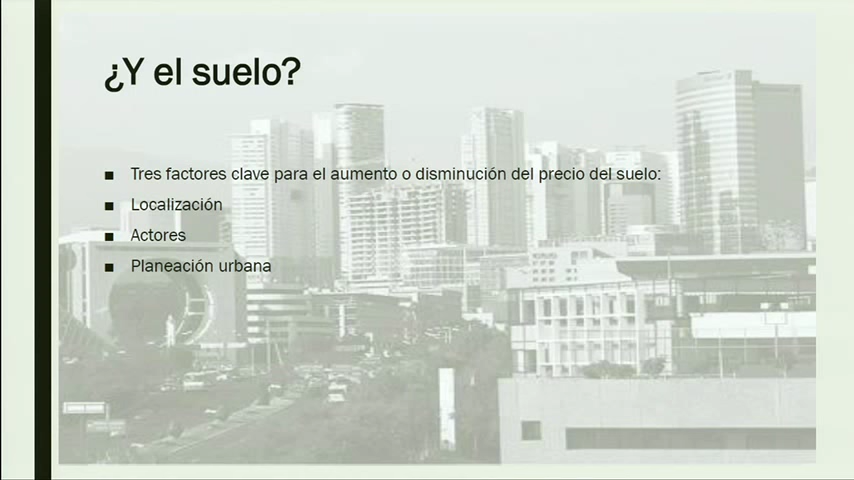 ¿Y el suelo?
■ Tres factores clave para el aumento o disminución del precio del suelo:
■ Localización
■ Actores
■ Planeación urbana